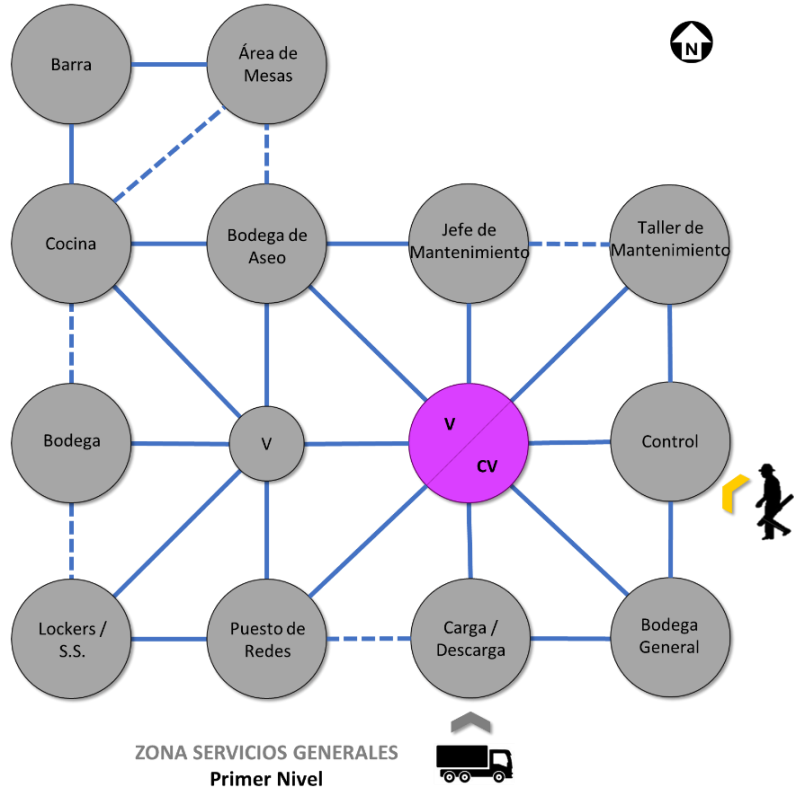 Barra
Área de
Mesas
N
Cocina
Bodega de
Aseo
Jefe de
Mantenimiento
Taller de
Mantenimiento
Bodega
V
V
CV
Control
Lockers /
S.S.
Puesto de
Redes
Carga /
Descarga
Bodega
General
ZONA SERVICIOS GENERALES
Primer Nivel